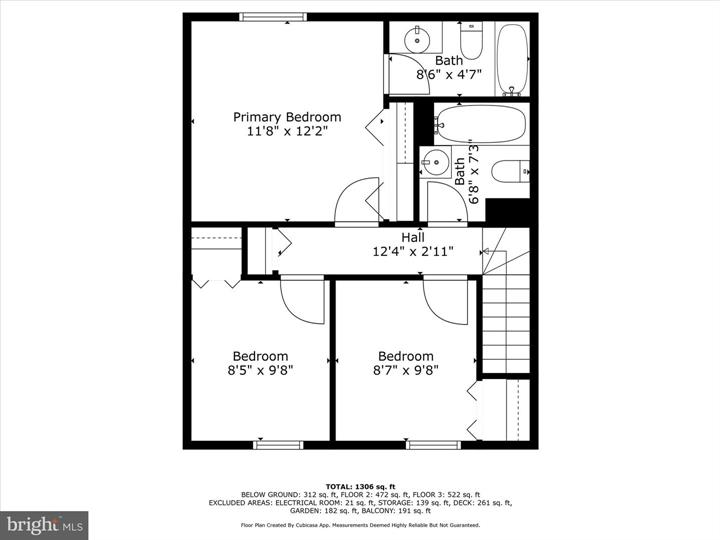 Bath
8'6" x 4'7"
Primary Bedroom
11'8" x 12'2"
Bath
6'8" x 7'3"
Hall
12'4" x 2'11"
Bedroom
8'5" x 9'8"
Bedroom
8'7" x 9'8"
TOTAL: 1306 sq. ft
BELOW GROUND: 312 sq. ft, FLOOR 2: 472 sq. ft, FLOOR 3: 522 sq. ft
EXCLUDED AREAS: ELECTRICAL ROOM: 21 sq. ft, STORAGE: 139 sq. ft, DECK: 261 sq. ft,
GARDEN: 182 sq. ft, BALCONY: 191 sq. ft
Floor Plan Created By Cubicasa App. Measurements Deemed Highly Reliable But Not Guaranteed.
bright MLS